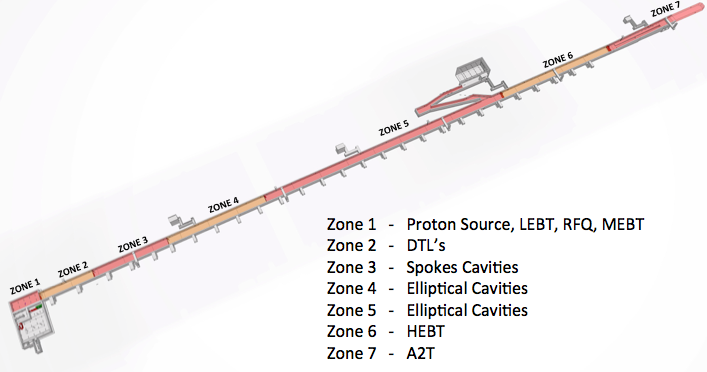 ZONE 7
ZONE 6
ZONE 5
ZONE 4
ZONE 3
ZONE 2
ZONE 1
Zone 1 - Proton Source, LEBT, RFQ, MEBT
Zone 2 - DTL's
Zone 3 - Spokes Cavities
Zone 4 - Elliptical Cavities
Zone 5 - Elliptical Cavities
Zone 6 - HEBT
Zone 7 - A2T